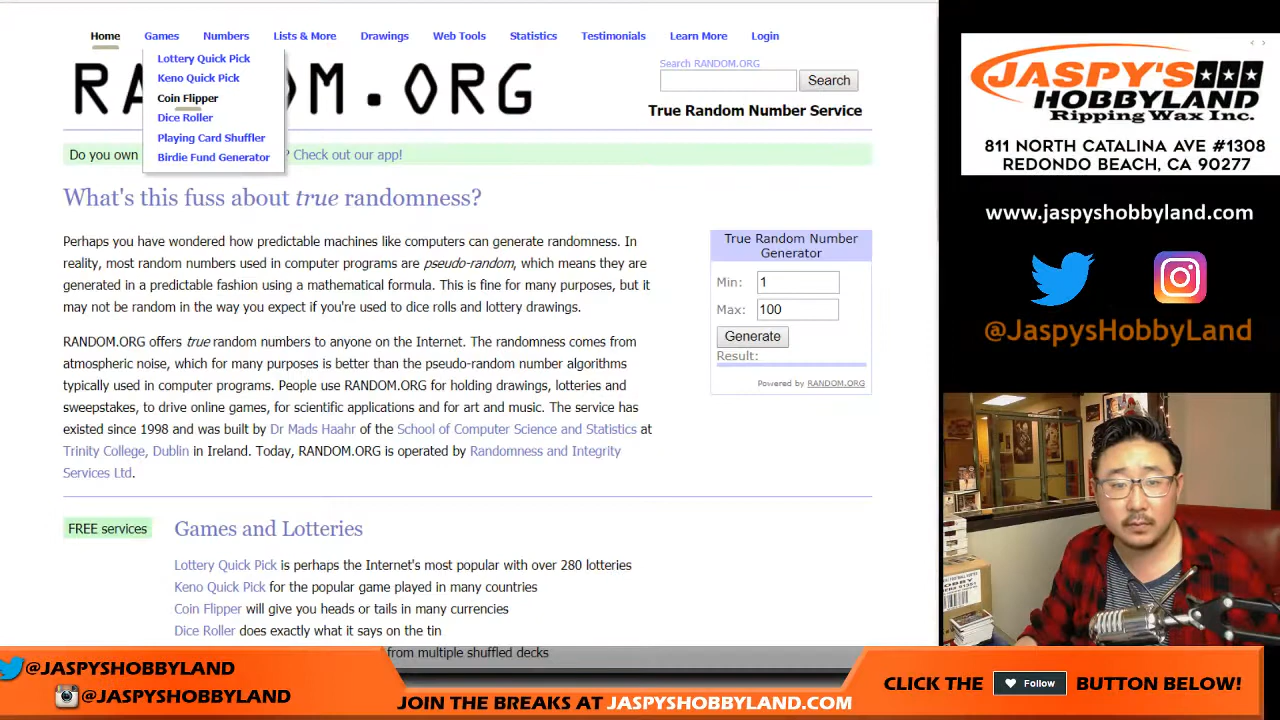 Home Games Numbers Lists & More Drawings Web Tools Statistics Testimonials Learn More Login
Lottery Quick Pick
Keno Quick Pick
Coin Flipper
Dice Roller
Playing Card Shuffler
Birdie Fund Generator
Search RANDOM.ORG
Search
RA M.ORG
True Random Number Service
Do you own ? Check out our app!
What's this fuss about true randomness?
Perhaps you have wondered how predictable machines like computers can generate randomness. In
reality, most random numbers used in computer programs are pseudo-random, which means they are
generated in a predictable fashion using a mathematical formula. This is fine for many purposes, but it
may not be random in the way you expect if you're used to dice rolls and lottery drawings.
RANDOM.ORG offers true random numbers to anyone on the Internet. The randomness comes from
atmospheric noise, which for many purposes is better than the pseudo-random number algorithms
typically used in computer programs. People use RANDOM.ORG for holding drawings, lotteries and
sweepstakes, to drive online games, for scientific applications and for art and music. The service has
existed since 1998 and was built by Dr Mads Haahr of the School of Computer Science and Statistics at
Trinity College, Dublin in Ireland. Today, RANDOM.ORG is operated by Randomness and Integrity
Services Ltd.
True Random Number
Generator
Min: 1
Max: 100
Generate
Result:
Powered by RANDOM.ORG
FREE services
Games and Lotteries
Lottery Quick Pick is perhaps the Internet's most popular with over 280 lotteries
Keno Quick Pick for the popular game played in many countries
Coin Flipper will give you heads or tails in many currencies
Dice Roller does exactly what it says on the tin
from multiple shuffled decks
JASPY'S
HOBBYLAND
Ripping Wax Inc.
811 NORTH CATALINA AVE #1308
REDONDO BEACH, CA 90277
www.jaspyshobbyland.com
@JaspysHobbyLand
@JASPYSHOBBYLAND
@JASPYSHOBBYLAND
JOIN THE BREAKS AT JASPYSHOBBYLAND.COM
CLICK THE Follow BUTTON BELOW!